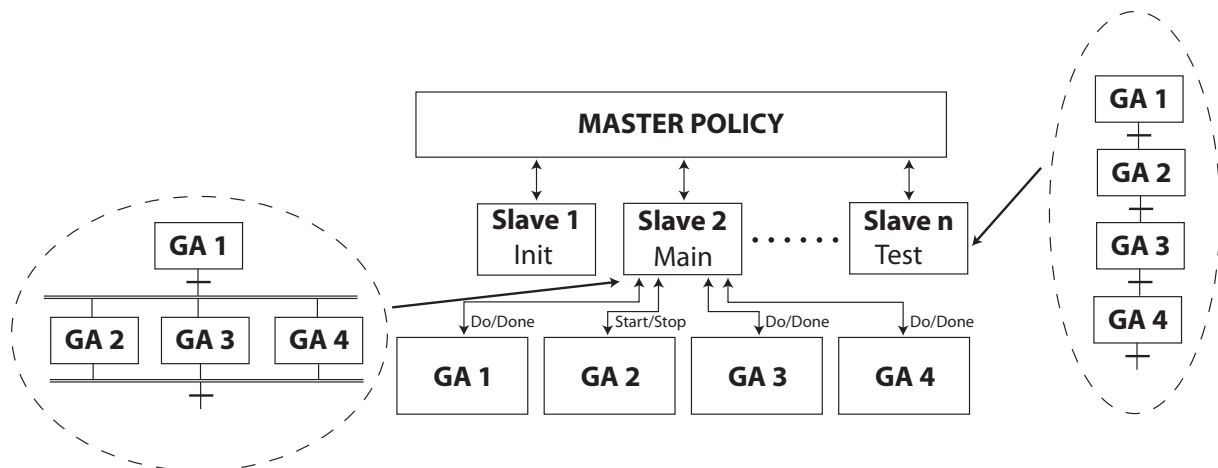 MASTER POLICY
Slave 1
Init
Slave 2
Main
Slave n
Test
GA 1
GA 2
GA 3
GA 4
Do/Done
Start/Stop
Do/Done
Do/Done
GA 1
GA 2
GA 3
GA 4
GA 1
GA 2
GA 3
GA 4